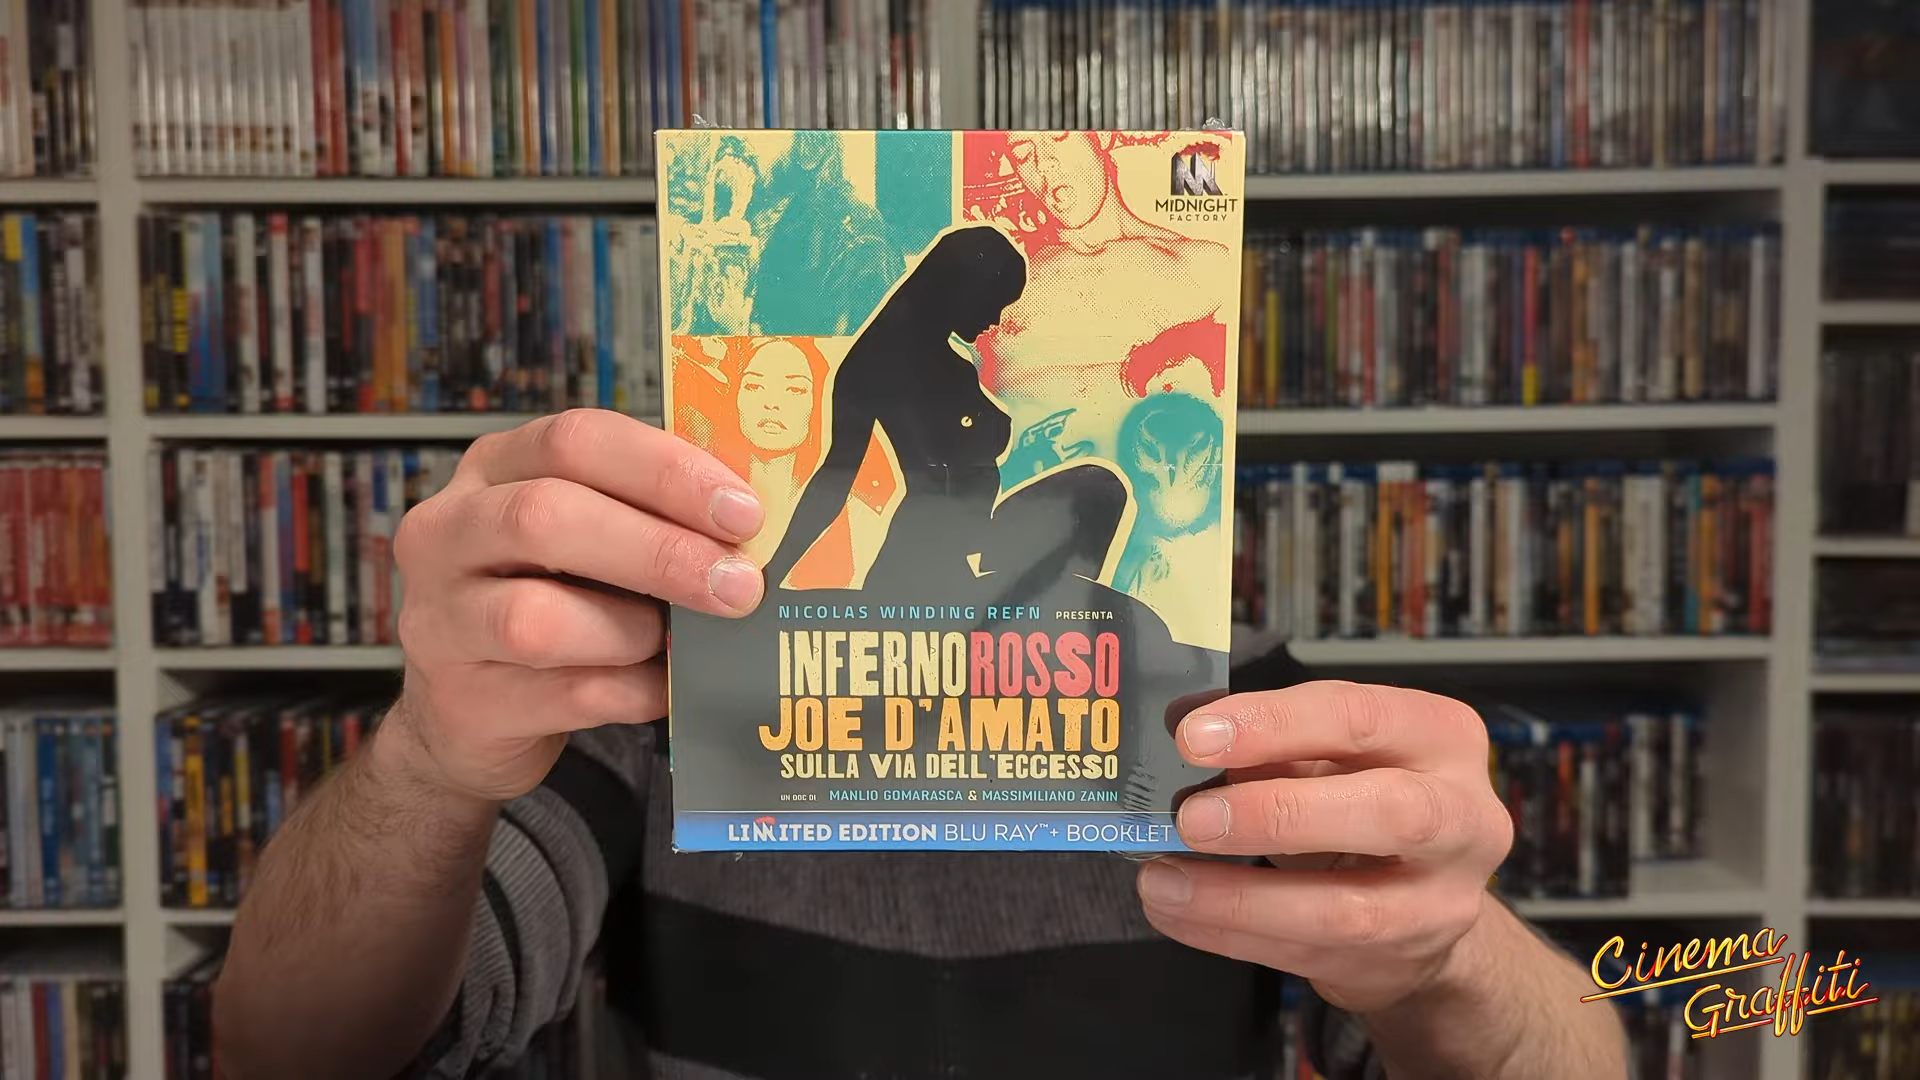 MIDNIGHT
FACTORY
NICOLAS WINDING REFN PRESENTA
INFERNOROSSO
JOE D'AMATO
SULLA VIA DELL'ECCESSO
UN DOC DI MANLIO GOMARASCA & MASSIMILIANO ZANIN
LIMITED EDITION BLU RAY™ + BOOKLET
Cinema
Graffiti